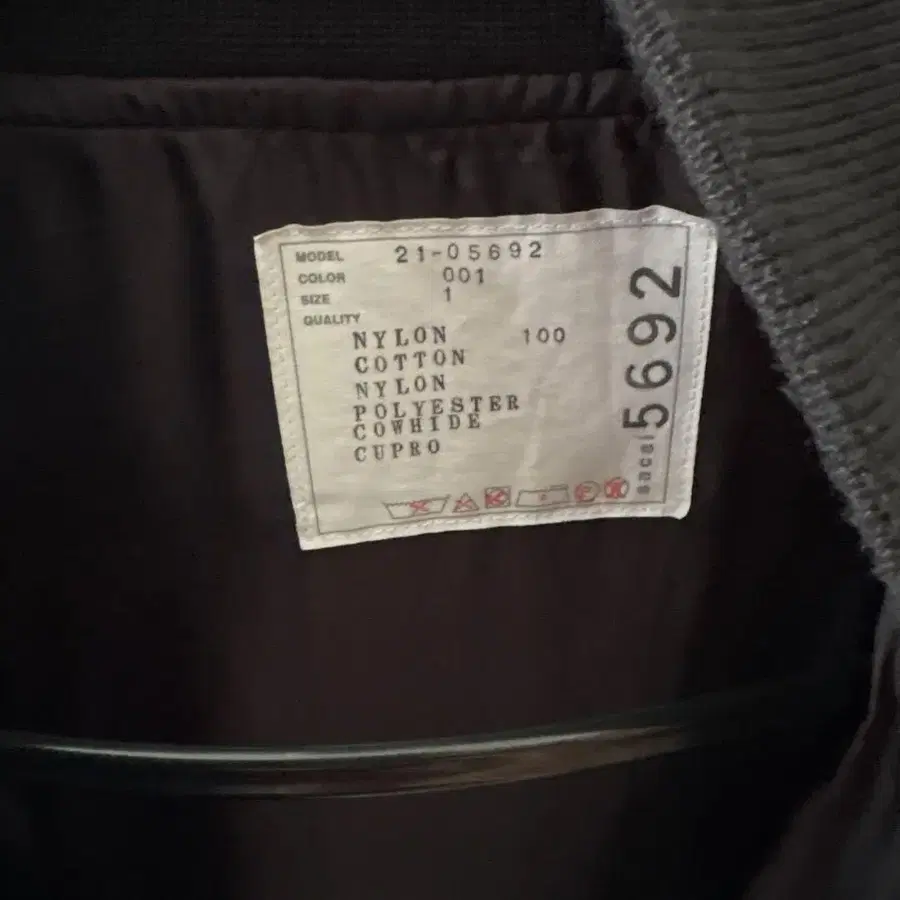 MODEL 21-05692
COLOR 001
SIZE 1
QUALITY
NYLON 100
COTTON
NYLON
POLYESTER
COWHIDE
CUPRO
sacai 5692